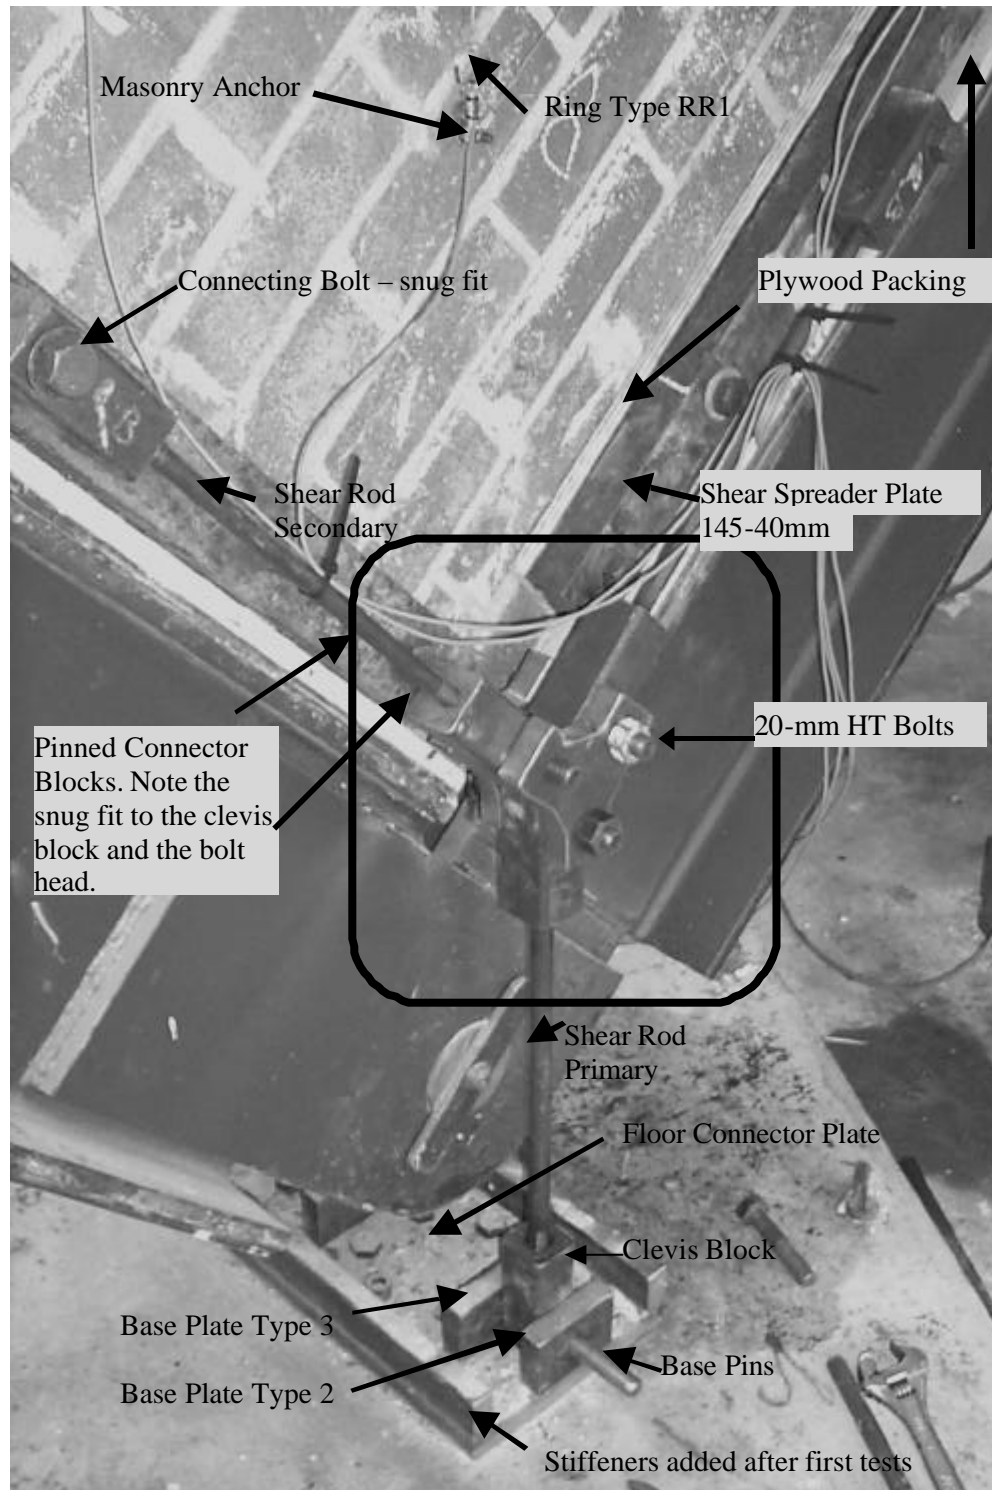 Masonry Anchor
Ring Type RR1
Connecting Bolt – snug fit
Plywood Packing
Shear Rod
Secondary
Shear Spreader Plate
145-40mm
20-mm HT Bolts
Pinned Connector
Blocks. Note the
snug fit to the clevis
block and the bolt
head.
Shear Rod
Primary
Floor Connector Plate
Clevis Block
Base Plate Type 3
Base Pins
Base Plate Type 2
Stiffeners added after first tests